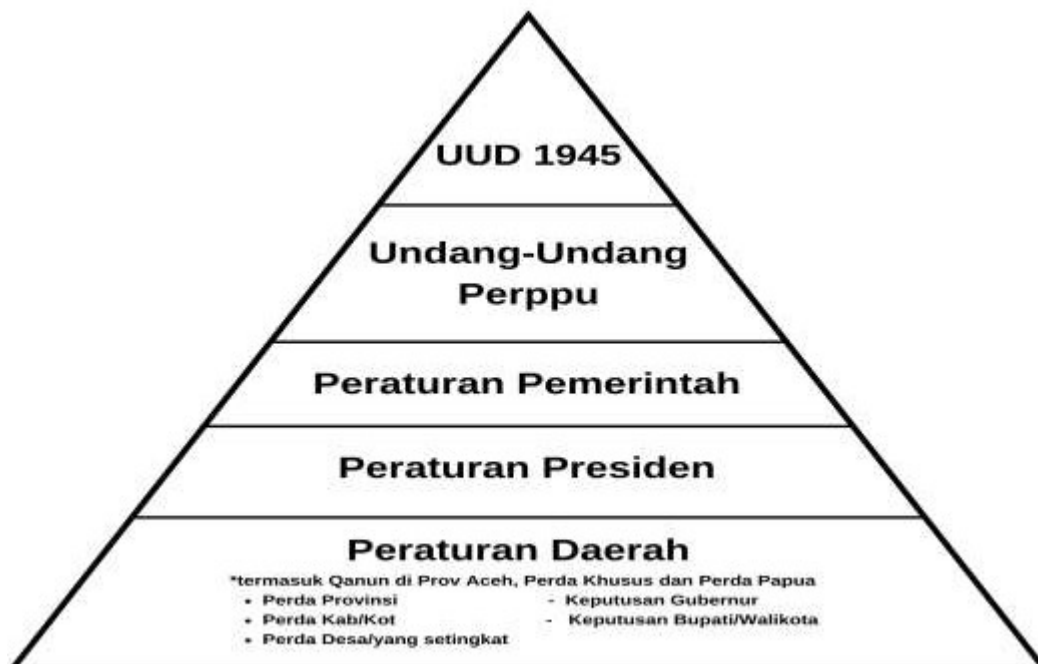 UUD 1945
Undang-Undang
Perppu
Peraturan Pemerintah
Peraturan Presiden
Peraturan Daerah
*termasuk Qanun di Prov Aceh, Perda Khusus dan Perda Papua
• Perda Provinsi - Keputusan Gubernur
• Perda Kab/Kot - Keputusan Bupati/Walikota
• Perda Desa/yang setingkat